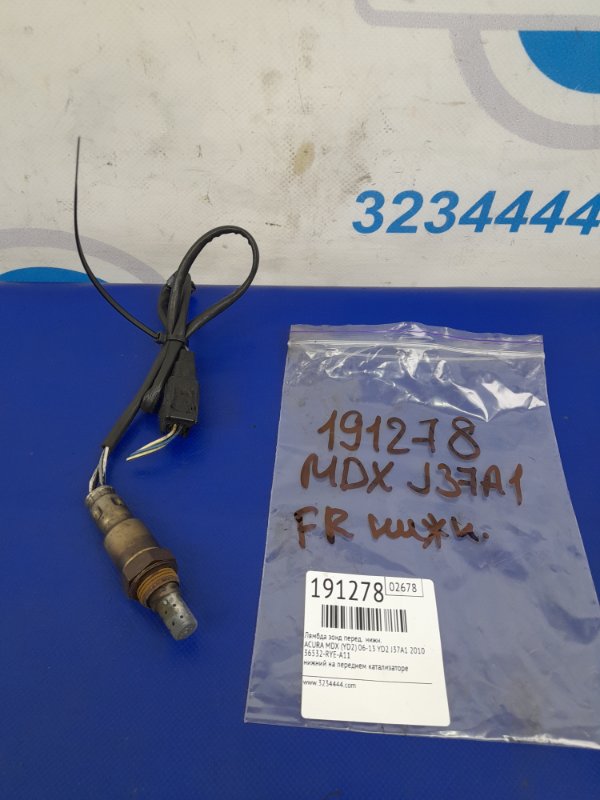 3234444
191278
MDX J37A1
FR нижн.
191278 02678
Лямбда зонд перед. нижн.
ACURA MDX (YD2) 06-13 YD2 J37A1 2010
36532-RYE-A11
нижний на переднем катализаторе
www.3234444.com